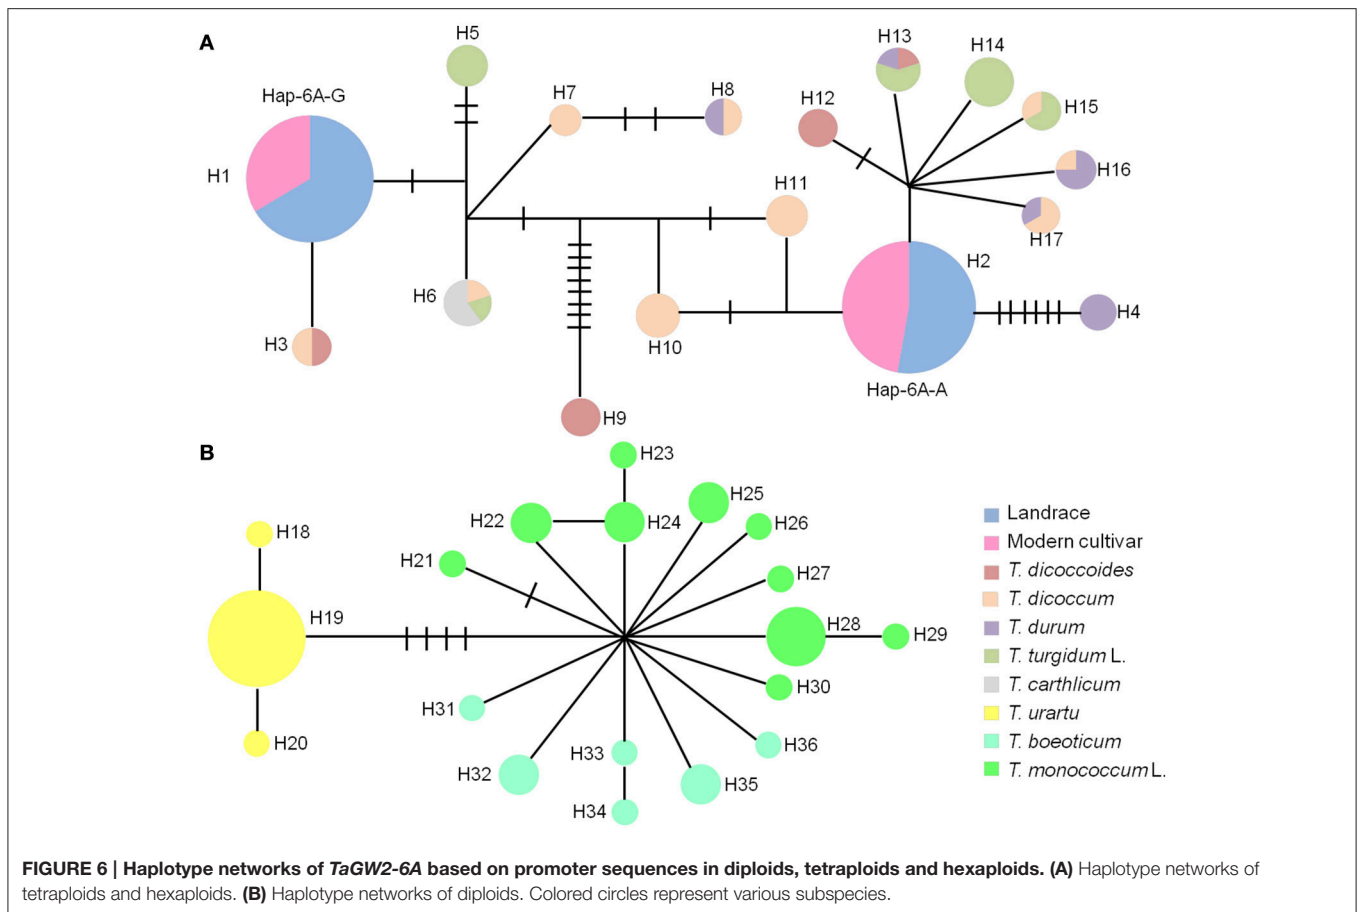 A
H5
H13
H14
Hap-6A-G
H7
H8
H12
H15
H1
H11
H16
H17
H6
H2
H3
H10
H4
Hap-6A-A
H9
B
H23
H25
H22
H24
H26
H18
H21
H27
H19
H28
H29
H30
H31
H20
H33
H36
H32
H35
H34
Landrace
Modern cultivar
T. dicoccoides
T. dicoccum
T. durum
T. turgidum L.
T. carthlicum
T. urartu
T. boeoticum
T. monococcum L.
FIGURE 6 | Haplotype networks of TaGW2-6A based on promoter sequences in diploids, tetraploids and hexaploids. (A) Haplotype networks of
tetraploids and hexaploids. (B) Haplotype networks of diploids. Colored circles represent various subspecies.